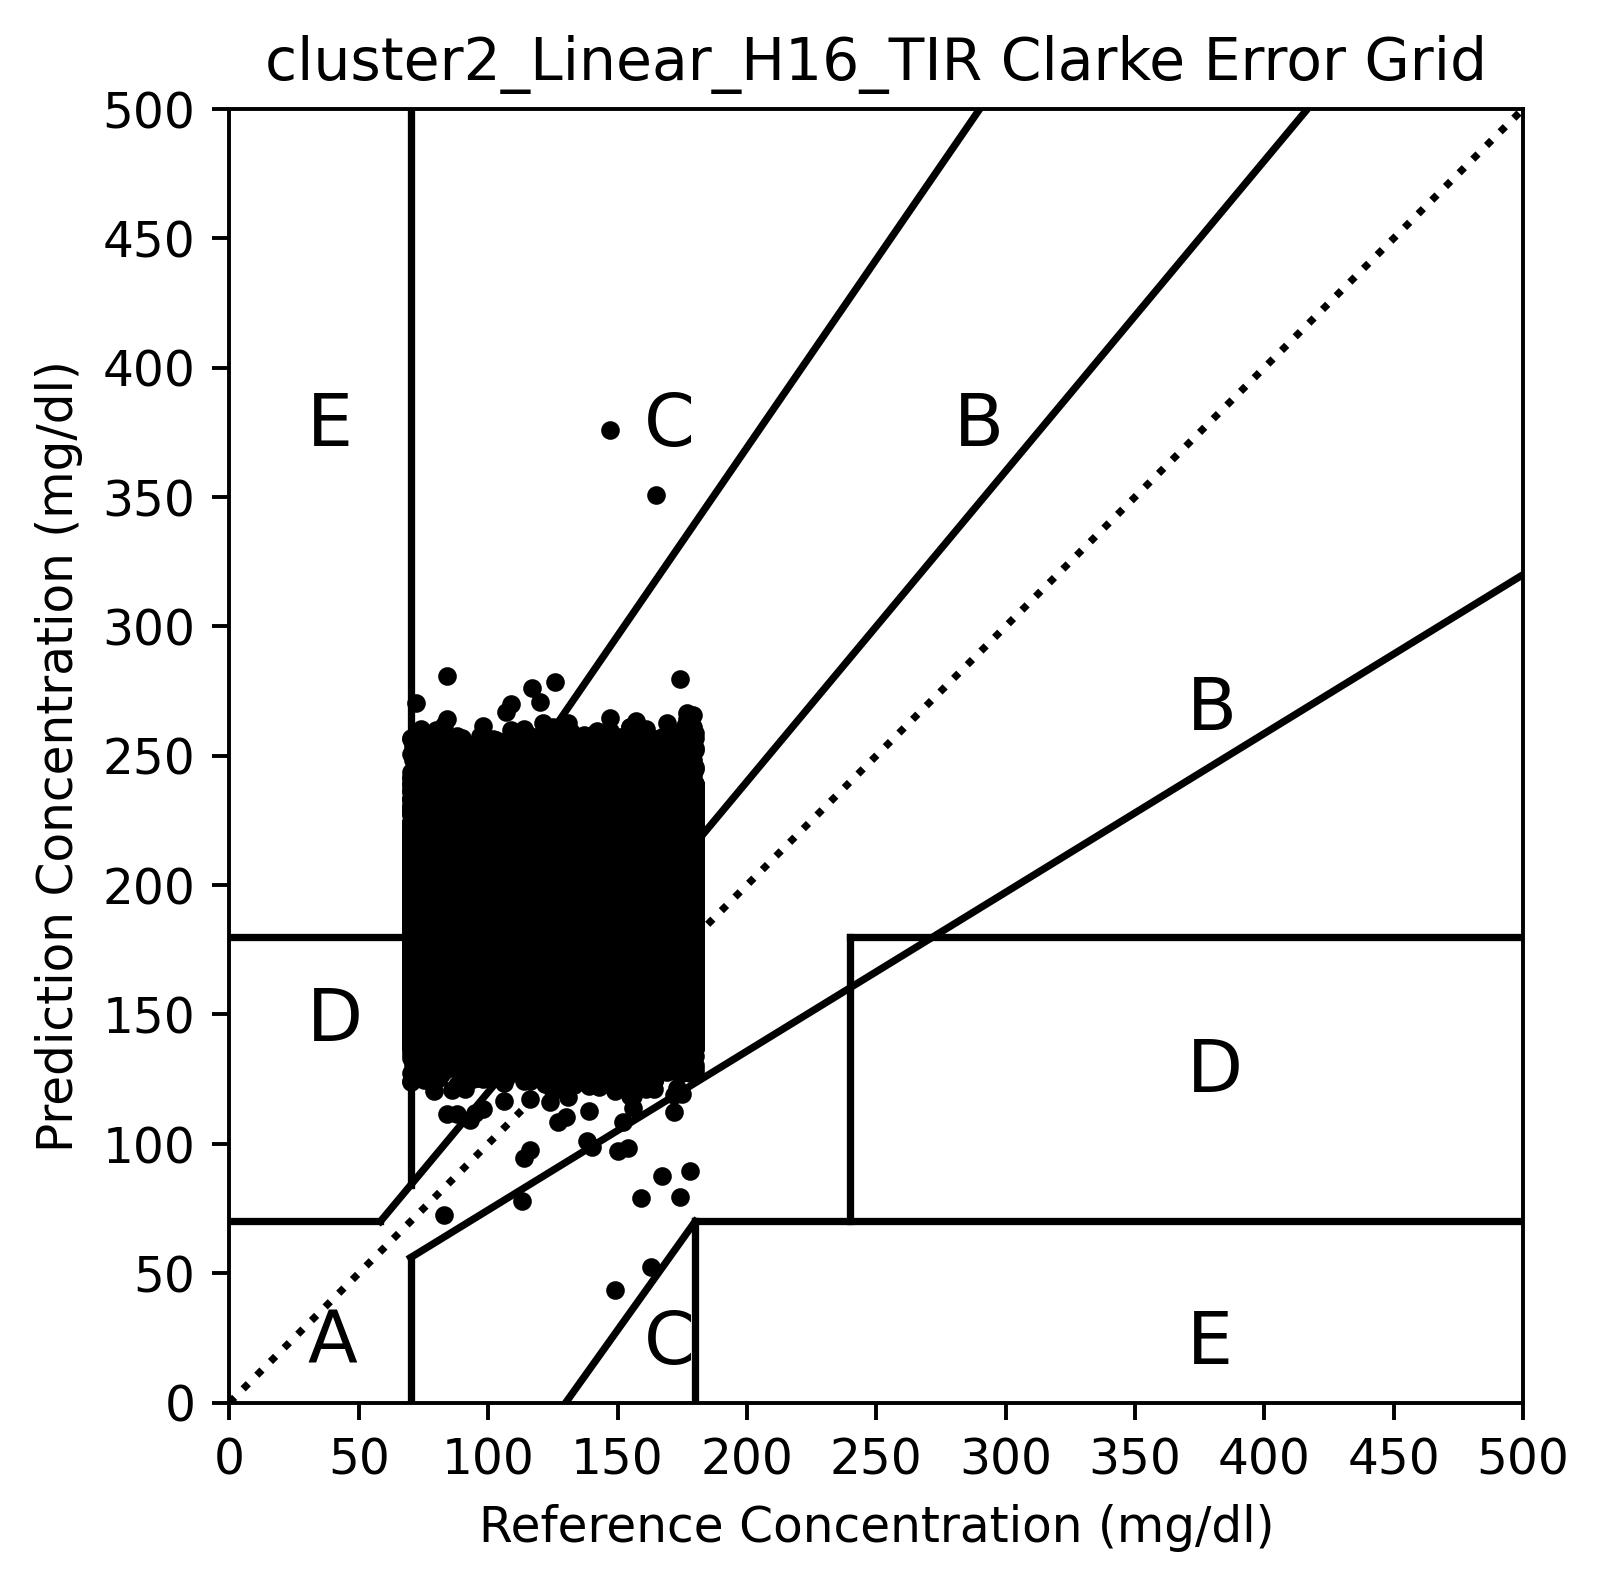 cluster2_Linear_H16_TIR Clarke Error Grid
500
450
400
350
300
250
200
150
100
50
0
Prediction Concentration (mg/dl)
E
C
B
B
D
D
A
C
E
0 50 100 150 200 250 300 350 400 450 500
Reference Concentration (mg/dl)